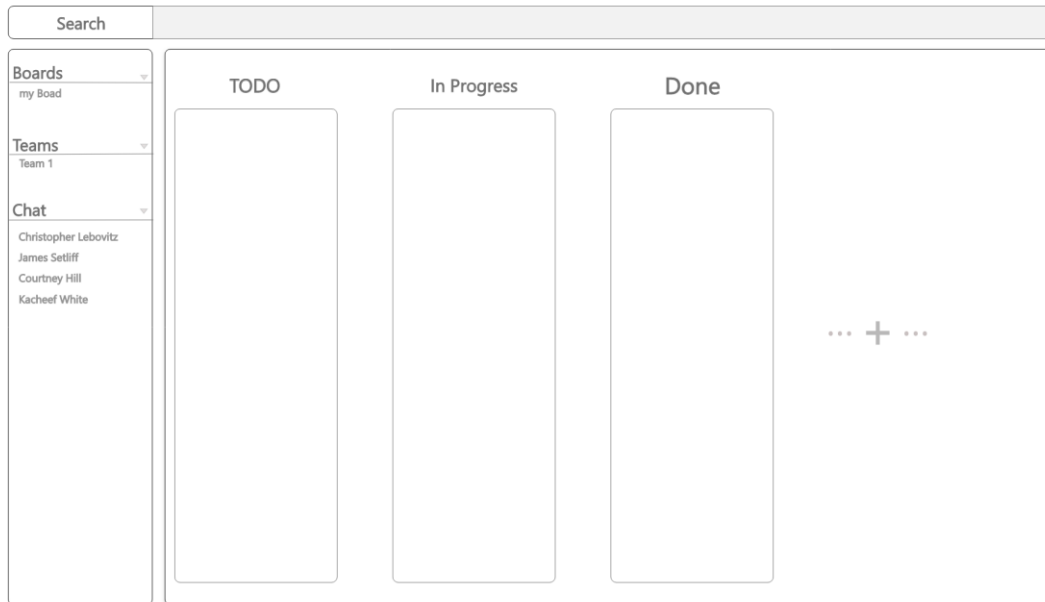 Search
Boards
my Boad
Teams
Team 1
Chat
Christopher Lebovitz
James Setliff
Courtney Hill
Kacheef White
TODO
In Progress
Done
... + ...